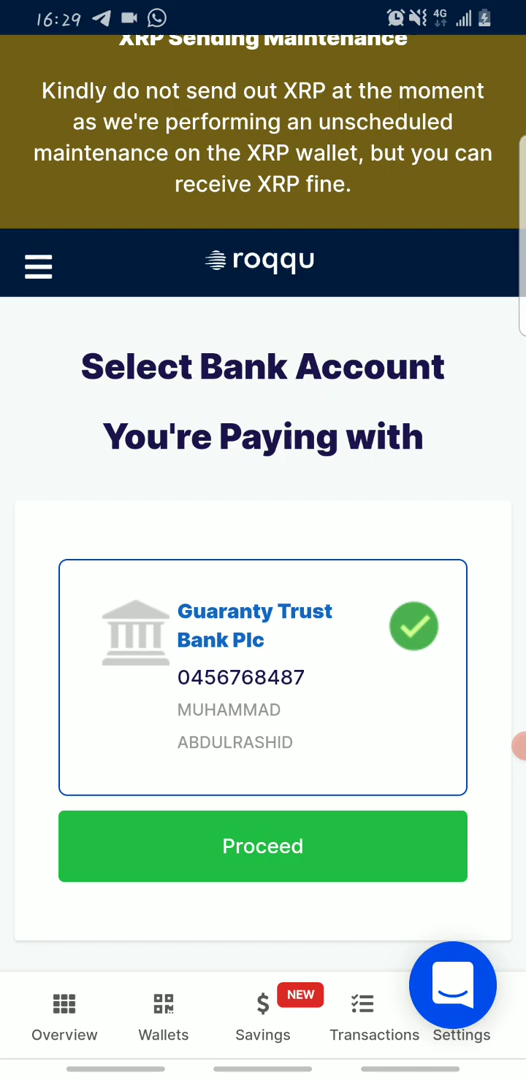 16:29
4G
XRP Sending Maintenance
Kindly do not send out XRP at the moment
as we're performing an unscheduled
maintenance on the XRP wallet, but you can
receive XRP fine.
roqqu
Select Bank Account
You're Paying with
Guaranty Trust
Bank Plc
0456768487
MUHAMMAD
ABDULRASHID
Proceed
NEW
Overview Wallets Savings Transactions Settings